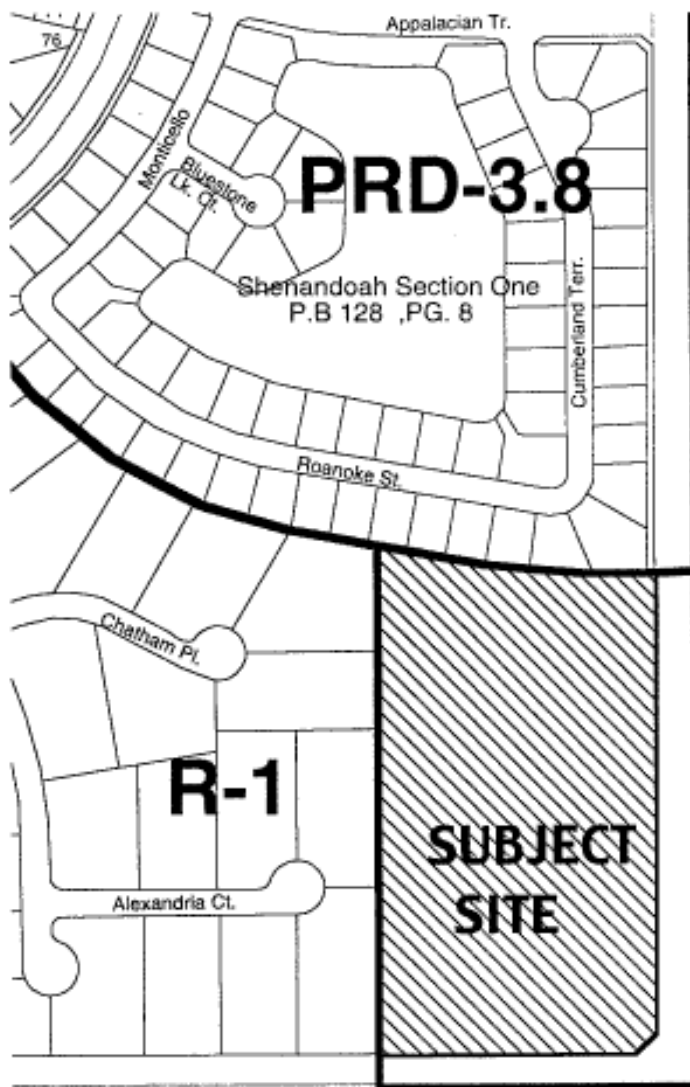 76
Appalacian Tr.
Monticello
Bluestone
Lk. Ct.
PRD-3.8
Shenandoah Section One
P.B 128 ,PG. 8
Cumberland Terr.
Roanoke St.
Chatham Pl.
R-1
SUBJECT
SITE
Alexandria Ct.